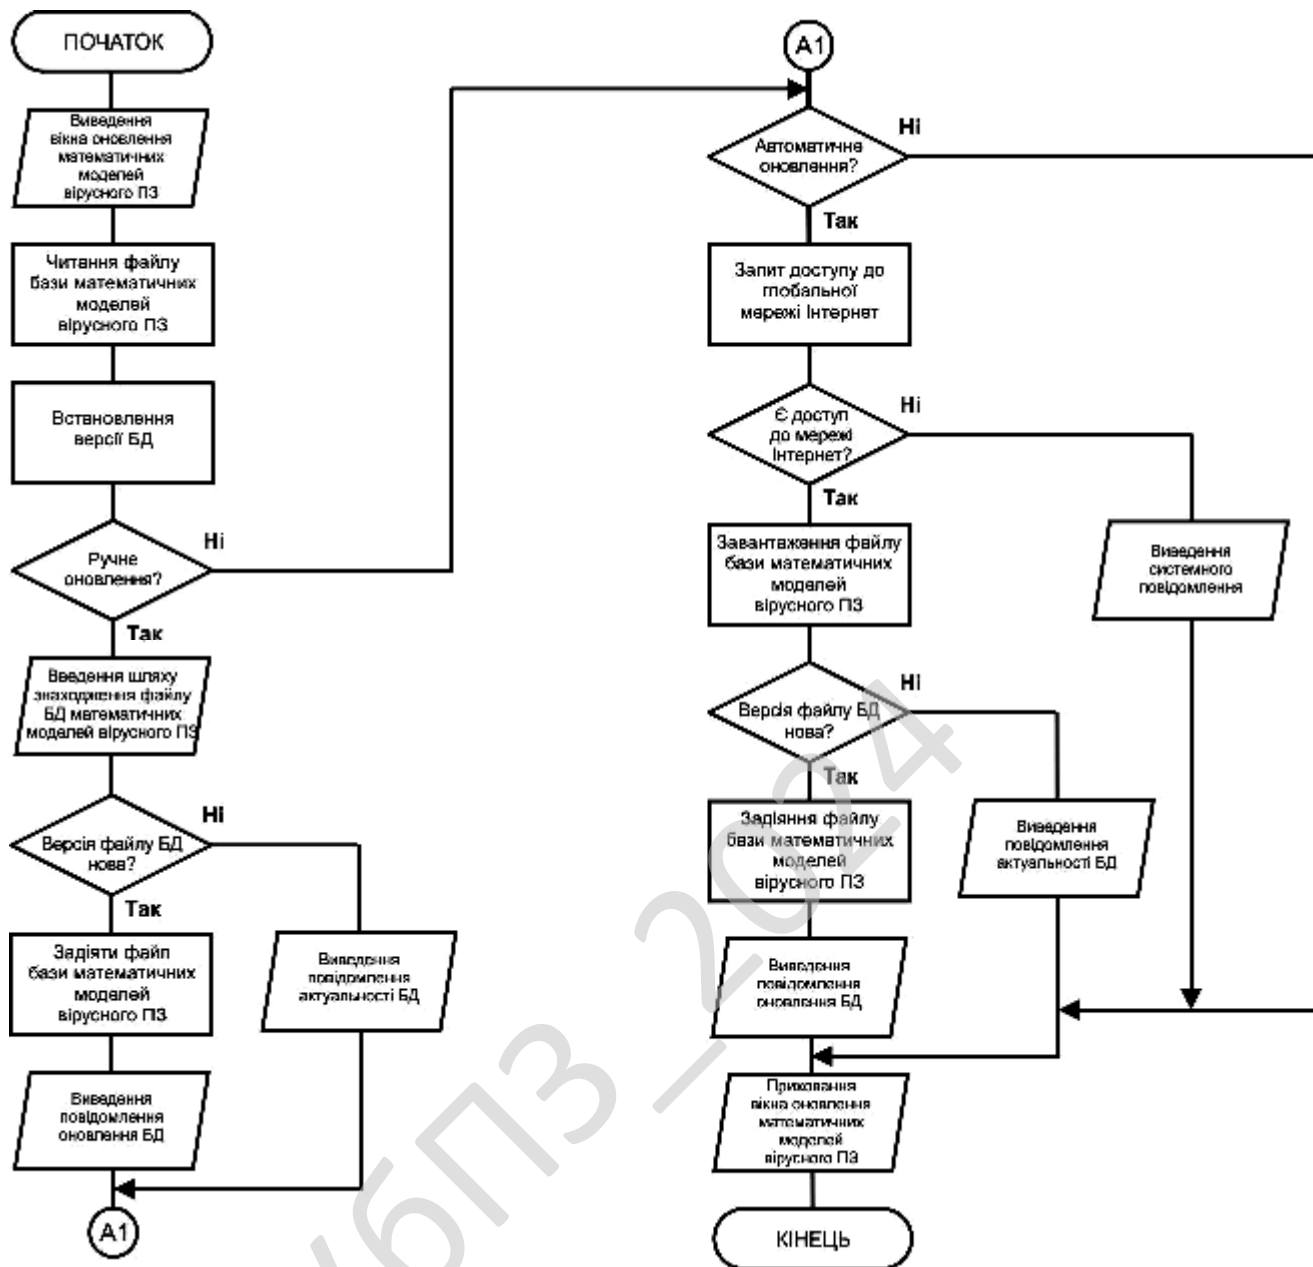 ПОЧАТОК
Виведення
вікна оновлення
математичних
моделей
вірусного ПЗ
Читання файлу
бази математичних
моделей
вірусного ПЗ
Встановлення
версії БД
Ручне
оновлення?
Ні
Так
Введення шляху
знаходження файлу
БД математичних
моделей вірусного ПЗ
Версія файлу БД
нова?
Ні
Так
Задіяти файл
бази математичних
моделей
вірусного ПЗ
Виведення
повідомлення
актуальності БД
Виведення
повідомлення
оновлення БД
А1
А1
Автоматичне
оновлення?
Ні
Так
Запит доступу до
глобальної
мережі Інтернет
Є доступ
до мережі
Інтернет?
Ні
Так
Виведення
системного
повідомлення
Завантаження файлу
бази математичних
моделей
вірусного ПЗ
Версія файлу БД
нова?
Ні
Так
Виведення
повідомлення
актуальності БД
Задіяння файлу
бази математичних
моделей
вірусного ПЗ
Виведення
повідомлення
оновлення БД
Приховання
вікна оновлення
математичних
моделей
вірусного ПЗ
КІНЕЦЬ
бПЗ_2024